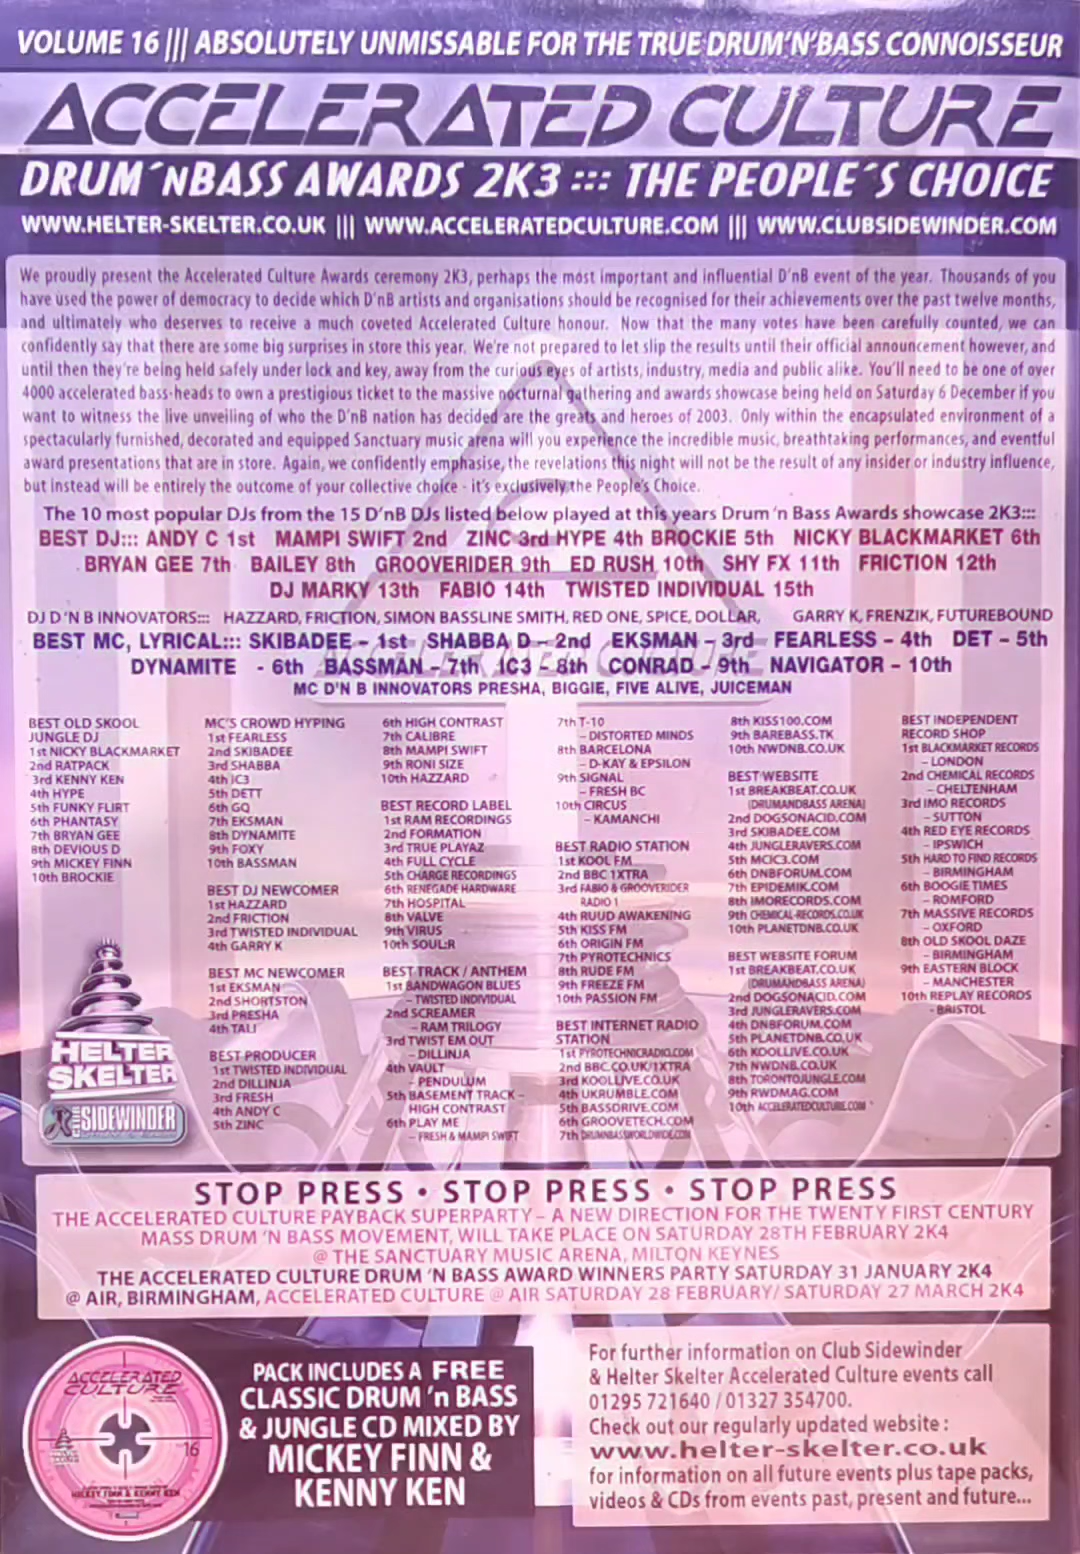 VOLUME 16 ||| ABSOLUTELY UNMISSABLE FOR THE TRUE DRUM'N'BASS CONNOISSEUR
ACCELERATED CULTURE
DRUM´NBASS AWARDS 2K3 ::: THE PEOPLE´S CHOICE
WWW.HELTER-SKELTER.CO.UK ||| WWW.ACCELERATEDCULTURE.COM ||| WWW.CLUBSIDEWINDER.COM
We proudly present the Accelerated Culture Awards ceremony 2K3, perhaps the most important and influential D'nB event of the year. Thousands of you
have used the power of democracy to decide which D'nB artists and organisations should be recognised for their achievements over the past twelve months,
and ultimately who deserves to receive a much coveted Accelerated Culture honour. Now that the many votes have been carefully counted, we can
confidently say that there are some big surprises in store this year. We're not prepared to let slip the results until their official announcement however, and
until then they're being held safely under lock and key, away from the curious eyes of artists, industry, media and public alike. You'll need to be one of over
4000 accelerated bass-heads to own a prestigious ticket to the massive nocturnal gathering and awards showcase being held on Saturday 6 December if you
want to witness the live unveiling of who the D'nB nation has decided are the greats and heroes of 2003. Only within the encapsulated environment of a
spectacularly furnished, decorated and equipped Sanctuary music arena will you experience the incredible music, breathtaking performances, and eventful
award presentations that are in store. Again, we confidently emphasise, the revelations this night will not be the result of any insider or industry influence,
but instead will be entirely the outcome of your collective choice - it's exclusively the People's Choice.
The 10 most popular DJs from the 15 D'nB DJs listed below played at this years Drum 'n Bass Awards showcase 2K3:::
BEST DJ::: ANDY C 1st MAMPI SWIFT 2nd ZINC 3rd HYPE 4th BROCKIE 5th NICKY BLACKMARKET 6th
BRYAN GEE 7th BAILEY 8th GROOVERIDER 9th ED RUSH 10th SHY FX 11th FRICTION 12th
DJ MARKY 13th FABIO 14th TWISTED INDIVIDUAL 15th
DJ D'N B INNOVATORS::: HAZZARD, FRICTION, SIMON BASSLINE SMITH, RED ONE, SPICE, DOLLAR, GARRY K, FRENZIK, FUTUREBOUND
BEST MC, LYRICAL::: SKIBADEE – 1st SHABBA D – 2nd EKSMAN – 3rd FEARLESS – 4th DET – 5th
DYNAMITE - 6th BASSMAN – 7th IC3 – 8th CONRAD – 9th NAVIGATOR – 10th
MC D'N B INNOVATORS PRESHA, BIGGIE, FIVE ALIVE, JUICEMAN
BEST OLD SKOOL
JUNGLE DJ
1st NICKY BLACKMARKET
2nd RATPACK
3rd KENNY KEN
4th HYPE
5th FUNKY FLIRT
6th PHANTASY
7th BRYAN GEE
8th DEVIOUS D
9th MICKEY FINN
10th BROCKIE
MC'S CROWD HYPING
1st FEARLESS
2nd SKIBADEE
3rd SHABBA
4th IC3
5th DETT
6th GQ
7th EKSMAN
8th DYNAMITE
9th FOXY
10th BASSMAN
BEST DJ NEWCOMER
1st HAZZARD
2nd FRICTION
3rd TWISTED INDIVIDUAL
4th GARRY K
BEST MC NEWCOMER
1st EKSMAN
2nd SHORTSTON
3rd PRESHA
4th TALI
BEST PRODUCER
1st TWISTED INDIVIDUAL
2nd DILLINJA
3rd FRESH
4th ANDY C
5th ZINC
6th HIGH CONTRAST
7th CALIBRE
8th MAMPI SWIFT
9th RONI SIZE
10th HAZZARD
BEST RECORD LABEL
1st RAM RECORDINGS
2nd FORMATION
3rd TRUE PLAYAZ
4th FULL CYCLE
5th CHARGE RECORDINGS
6th RENEGADE HARDWARE
7th HOSPITAL
8th VALVE
9th VIRUS
10th SOUL:R
BEST TRACK / ANTHEM
1st BANDWAGON BLUES
– TWISTED INDIVIDUAL
2nd SCREAMER
– RAM TRILOGY
3rd TWIST EM OUT
– DILLINJA
4th VAULT
– PENDULUM
5th BASEMENT TRACK –
HIGH CONTRAST
6th PLAY ME
– FRESH & MAMPI SWIFT
7th T-10
– DISTORTED MINDS
8th BARCELONA
– D-KAY & EPSILON
9th SIGNAL
– FRESH BC
10th CIRCUS
– KAMANCHI
BEST RADIO STATION
1st KOOL FM
2nd BBC 1XTRA
3rd FABIO & GROOVERIDER
RADIO 1
4th RUUD AWAKENING
5th KISS FM
6th ORIGIN FM
7th PYROTECHNICS
8th RUDE FM
9th FREEZE FM
10th PASSION FM
BEST INTERNET RADIO
STATION
1st PYROTECHNICRADIO.COM
2nd BBC.CO.UK/1XTRA
3rd KOOLLIVE.CO.UK
4th UKRUMBLE.COM
5th BASSDRIVE.COM
6th GROOVETECH.COM
7th DRUMNBASSWORLDWIDE.COM
8th KISS100.COM
9th BAREBASS.TK
10th NWDNB.CO.UK
BEST WEBSITE
1st BREAKBEAT.CO.UK
(DRUMANDBASS ARENA)
2nd DOGSONACID.COM
3rd SKIBADEE.COM
4th JUNGLERAVERS.COM
5th MCIC3.COM
6th DNBFORUM.COM
7th EPIDEMIK.COM
8th IMORECORDS.COM
9th CHEMICAL-RECORDS.CO.UK
10th PLANETDNB.CO.UK
BEST WEBSITE FORUM
1st BREAKBEAT.CO.UK
(DRUMANDBASS ARENA)
2nd DOGSONACID.COM
3rd JUNGLERAVERS.COM
4th DNBFORUM.COM
5th PLANETDNB.CO.UK
6th KOOLLIVE.CO.UK
7th NWDNB.CO.UK
8th TORONTOJUNGLE.COM
9th RWDMAG.COM
10th ACCELERATEDCULTURE.COM
BEST INDEPENDENT
RECORD SHOP
1st BLACKMARKET RECORDS
– LONDON
2nd CHEMICAL RECORDS
– CHELTENHAM
3rd IMO RECORDS
– SUTTON
4th RED EYE RECORDS
– IPSWICH
5th HARD TO FIND RECORDS
– BIRMINGHAM
6th BOOGIE TIMES
– ROMFORD
7th MASSIVE RECORDS
– OXFORD
8th OLD SKOOL DAZE
– BIRMINGHAM
9th EASTERN BLOCK
– MANCHESTER
10th REPLAY RECORDS
- BRISTOL
HELTER
SKELTER
CLUB SIDEWINDER
STOP PRESS • STOP PRESS • STOP PRESS
THE ACCELERATED CULTURE PAYBACK SUPERPARTY – A NEW DIRECTION FOR THE TWENTY FIRST CENTURY
MASS DRUM 'N BASS MOVEMENT, WILL TAKE PLACE ON SATURDAY 28TH FEBRUARY 2K4
@ THE SANCTUARY MUSIC ARENA, MILTON KEYNES
THE ACCELERATED CULTURE DRUM 'N BASS AWARD WINNERS PARTY SATURDAY 31 JANUARY 2K4
@ AIR, BIRMINGHAM, ACCELERATED CULTURE @ AIR SATURDAY 28 FEBRUARY/ SATURDAY 27 MARCH 2K4
ACCELERATED
CULTURE
16
MICKEY FINN & KENNY KEN
PACK INCLUDES A FREE
CLASSIC DRUM 'n BASS
& JUNGLE CD MIXED BY
MICKEY FINN &
KENNY KEN
For further information on Club Sidewinder
& Helter Skelter Accelerated Culture events call
01295 721640 / 01327 354700.
Check out our regularly updated website :
www.helter-skelter.co.uk
for information on all future events plus tape packs,
videos & CDs from events past, present and future...